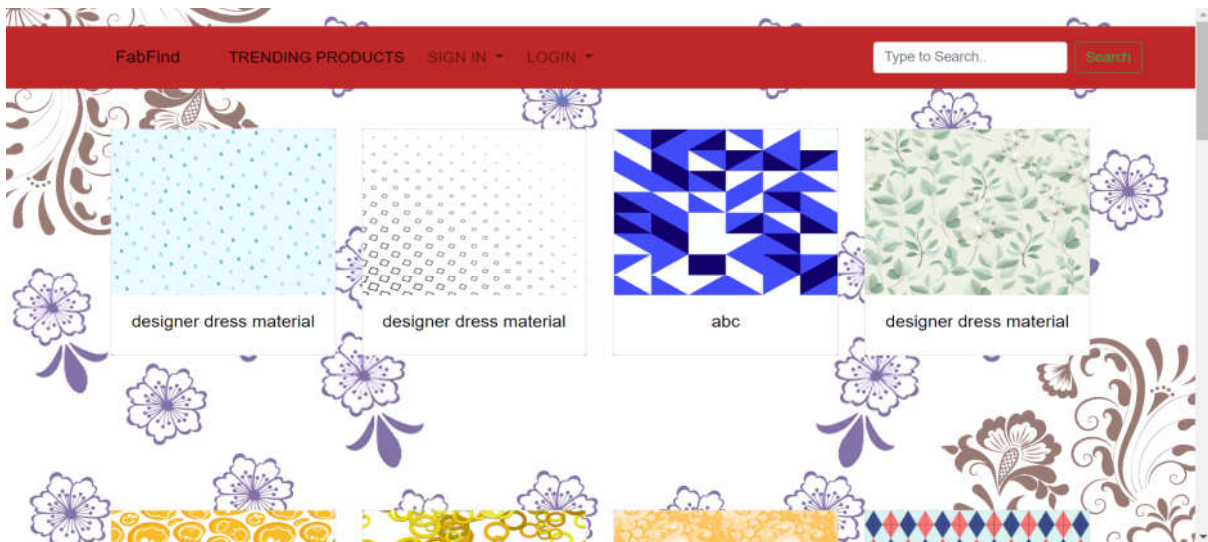 FabFind TRENDING PRODUCTS SIGN IN LOGIN Type to Search.. Search
designer dress material designer dress material abc designer dress material